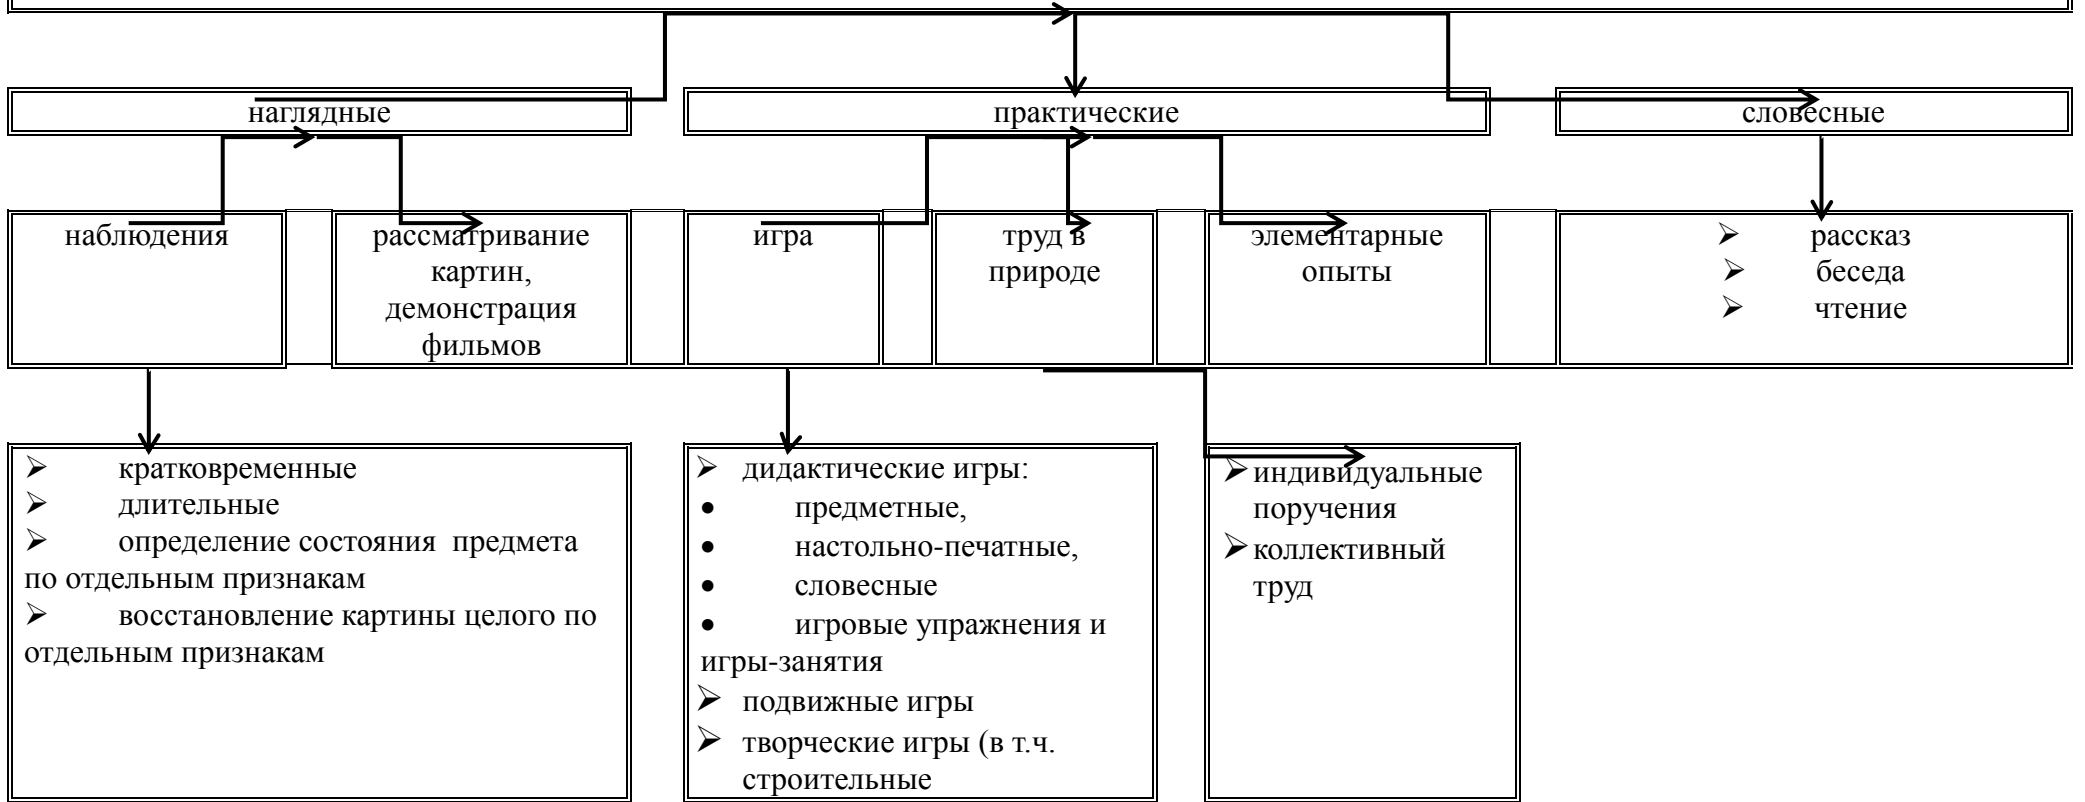 наглядные
практические
словесные
наблюдения
рассматривание
картин,
демонстрация
фильмов
игра
труд в
природе
элементарные
опыты
➢ рассказ
➢ беседа
➢ чтение
➢ кратковременные
➢ длительные
➢ определение состояния предмета
по отдельным признакам
➢ восстановление картины целого по
отдельным признакам
➢ дидактические игры:
• предметные,
• настольно-печатные,
• словесные
• игровые упражнения и
игры-занятия
➢ подвижные игры
➢ творческие игры (в т.ч.
строительные
➢ индивидуальные
поручения
➢ коллективный
труд